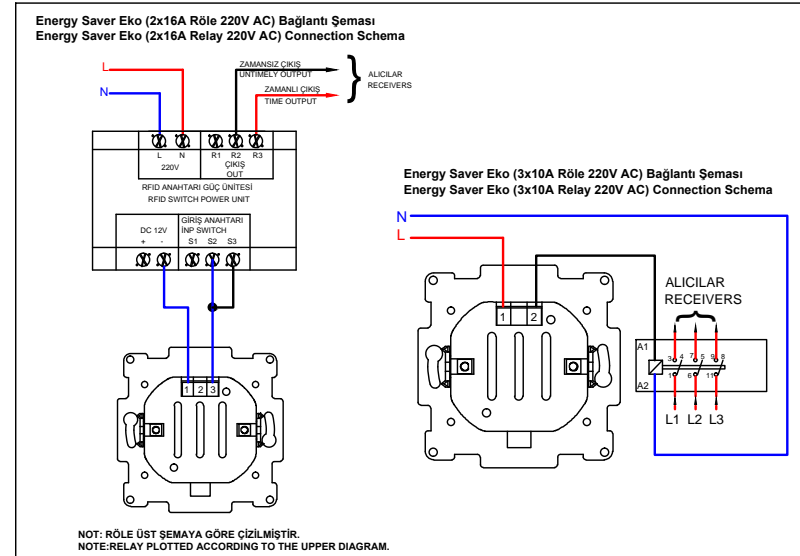 Energy Saver Eko (2x16A Röle 220V AC) Bağlantı Şeması
Energy Saver Eko (2x16A Relay 220V AC) Connection Schema
L
N
ZAMANSIZ ÇIKIŞ
UNTIMELY OUTPUT
ZAMANLI ÇIKIŞ
TIME OUTPUT
ALICILAR
RECEIVERS
L N R1 R2 R3
220V ÇIKIŞ
OUT
RFID ANAHTARI GÜÇ ÜNİTESİ
RFID SWITCH POWER UNIT
GİRİŞ ANAHTARI
DC 12V İNP SWITCH
+ - S1 S2 S3
1 2 3
NOT: RÖLE ÜST ŞEMAYA GÖRE ÇİZİLMİŞTİR.
NOTE:RELAY PLOTTED ACCORDING TO THE UPPER DIAGRAM.
Energy Saver Eko (3x10A Röle 220V AC) Bağlantı Şeması
Energy Saver Eko (3x10A Relay 220V AC) Connection Schema
N
L
1 2
ALICILAR
RECEIVERS
A1
3 4 7 5 9 8
1 6 11
A2
L1 L2 L3